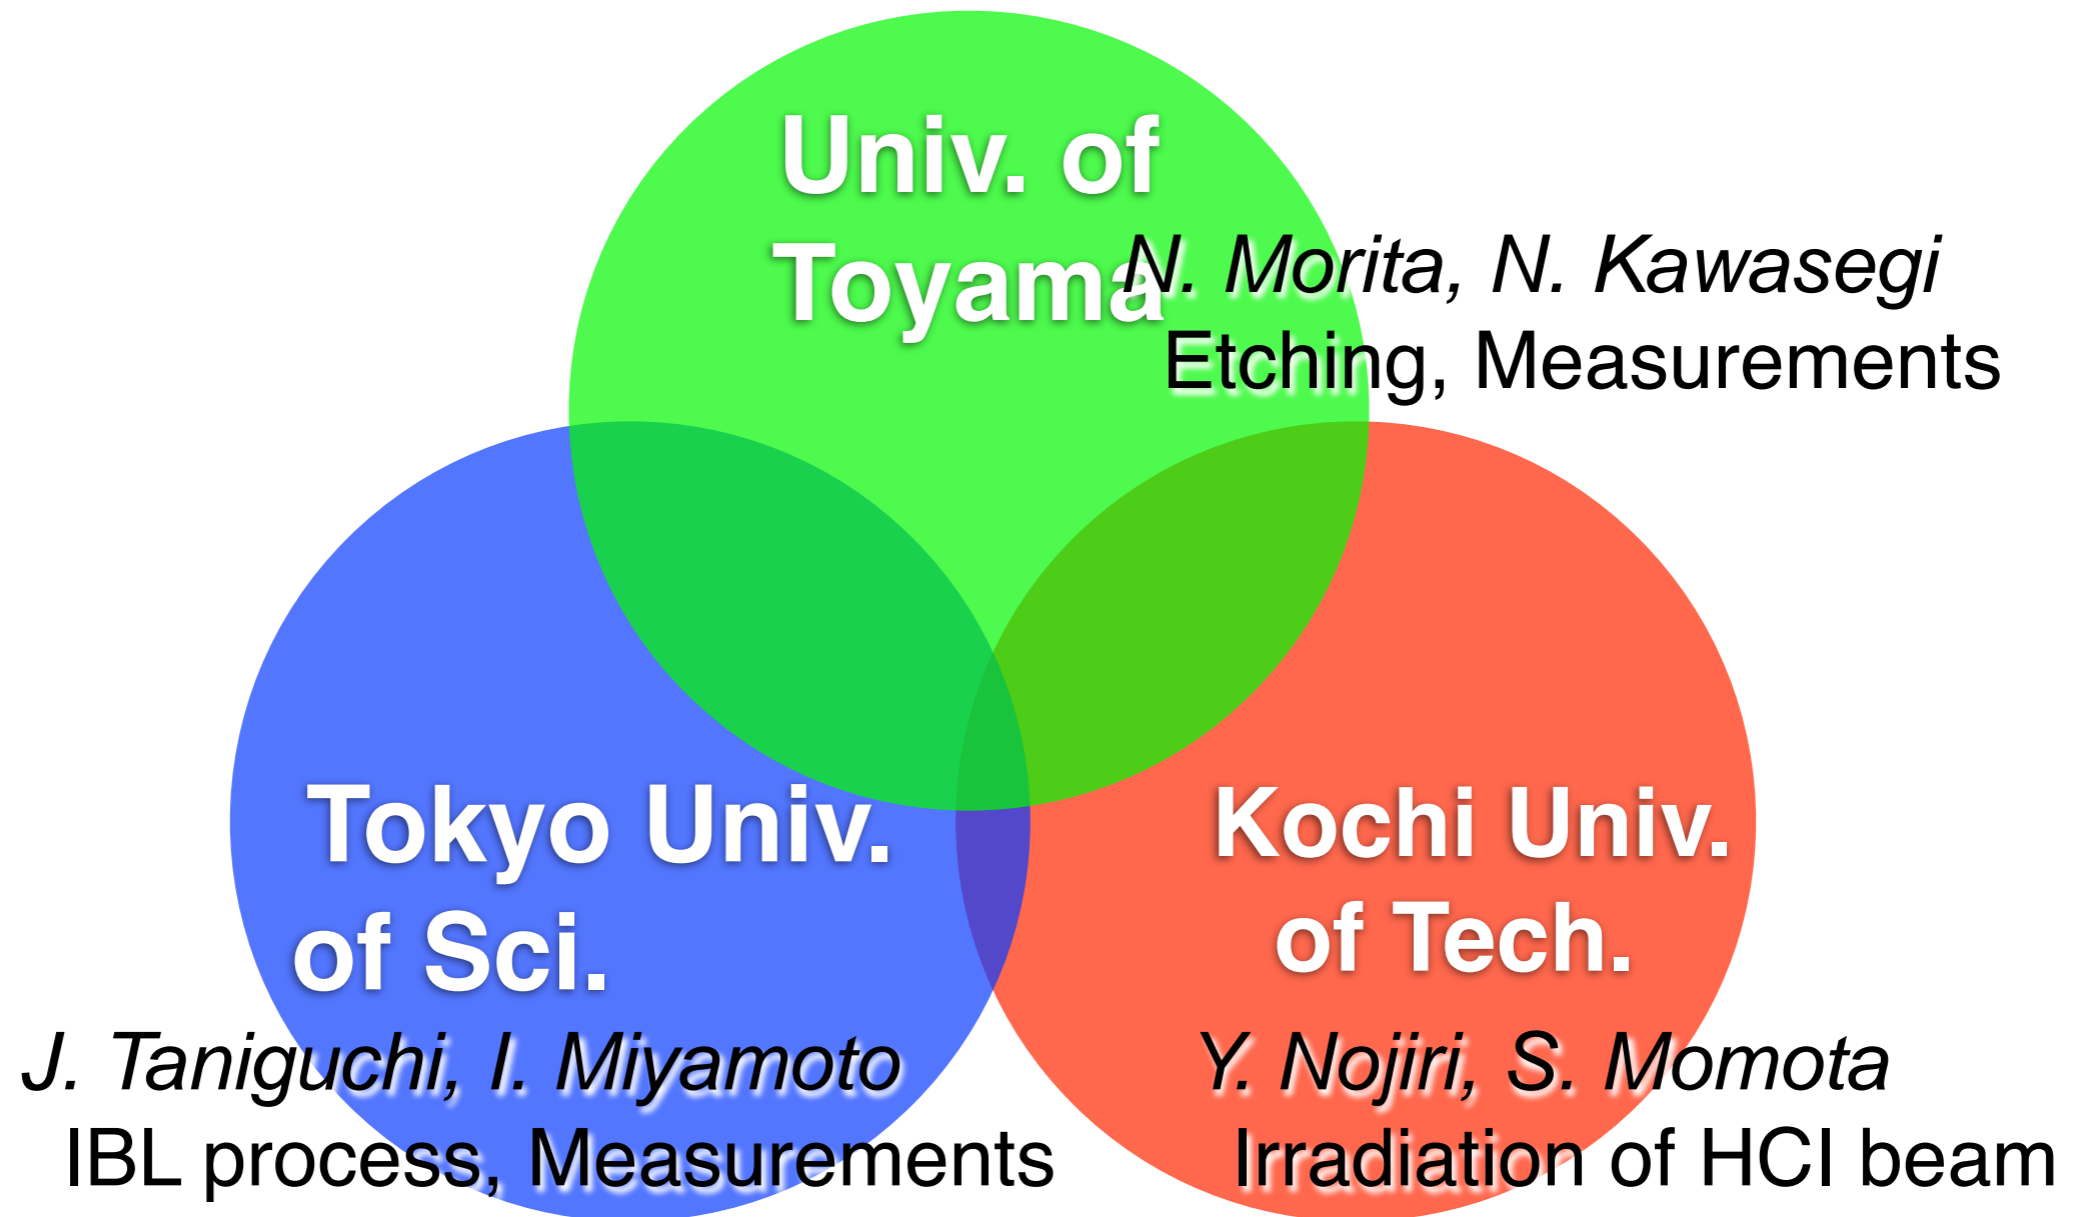 Univ. of
Toyama
N. Morita, N. Kawasegi
Etching, Measurements
Tokyo Univ.
of Sci.
J. Taniguchi, I. Miyamoto
IBL process, Measurements
Kochi Univ.
of Tech.
Y. Nojiri, S. Momota
Irradiation of HCI beam